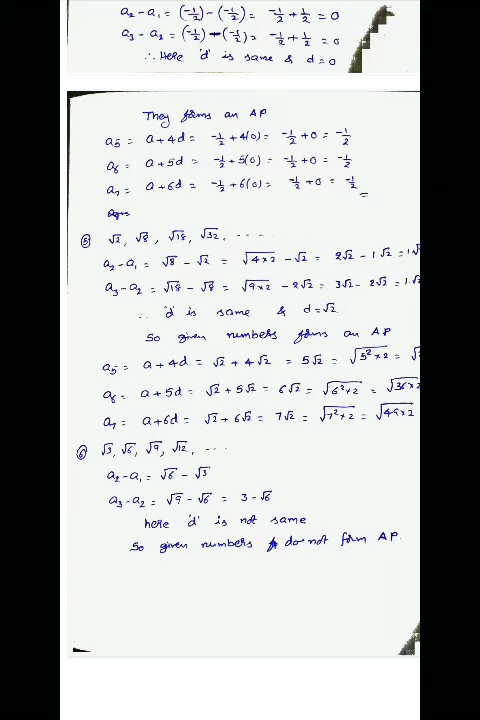 a₂ - a₁ = (-1/2) - (-1/2) = -1/2 + 1/2 = 0
a₃ - a₂ = (-1/2) - (-1/2) = -1/2 + 1/2 = 0
∴ Here 'd' is same & d = 0
They forms an AP
a₅ = a + 4d = -1/2 + 4(0) = -1/2 + 0 = -1/2
a₆ = a + 5d = -1/2 + 5(0) = -1/2 + 0 = -1/2
a₇ = a + 6d = -1/2 + 6(0) = -1/2 + 0 = -1/2
⑤ √2, √8, √18, √32, .....
a₂ - a₁ = √8 - √2 = √4×2 - √2 = 2√2 - 1√2 = 1√
a₃ - a₂ = √18 - √8 = √9×2 - 2√2 = 3√2 - 2√2 = 1√2
∴ 'd' is same & d = √2.
So given numbers forms an AP
a₅ = a + 4d = √2 + 4√2 = 5√2 = √5²×2 = √
a₆ = a + 5d = √2 + 5√2 = 6√2 = √6²×2 = √36×2
a₇ = a + 6d = √2 + 6√2 = 7√2 = √7²×2 = √49×2
⑥ √3, √6, √9, √12, ...
a₂ - a₁ = √6 - √3
a₃ - a₂ = √9 - √6 = 3 - √6
here 'd' is not same
So given numbers do not form AP.